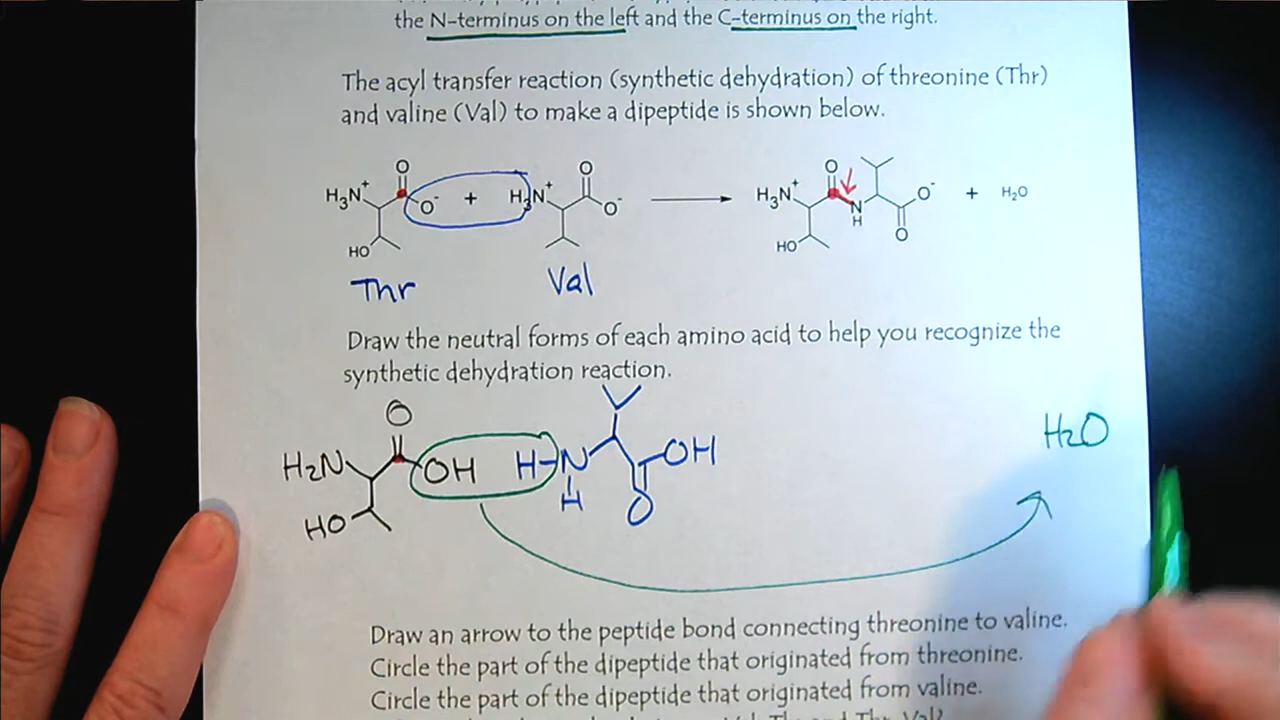 the N-terminus on the left and the C-terminus on the right.
The acyl transfer reaction (synthetic dehydration) of threonine (Thr)
and valine (Val) to make a dipeptide is shown below.
H₃N⁺ O O⁻ + H₃N⁺ O O⁻ H₃N⁺ O N H O⁻ O + H₂O
HO HO
Thr Val
Draw the neutral forms of each amino acid to help you recognize the
synthetic dehydration reaction.
O
H₂N OH H-N OH H₂O
HO H O
Draw an arrow to the peptide bond connecting threonine to valine.
Circle the part of the dipeptide that originated from threonine.
Circle the part of the dipeptide that originated from valine.